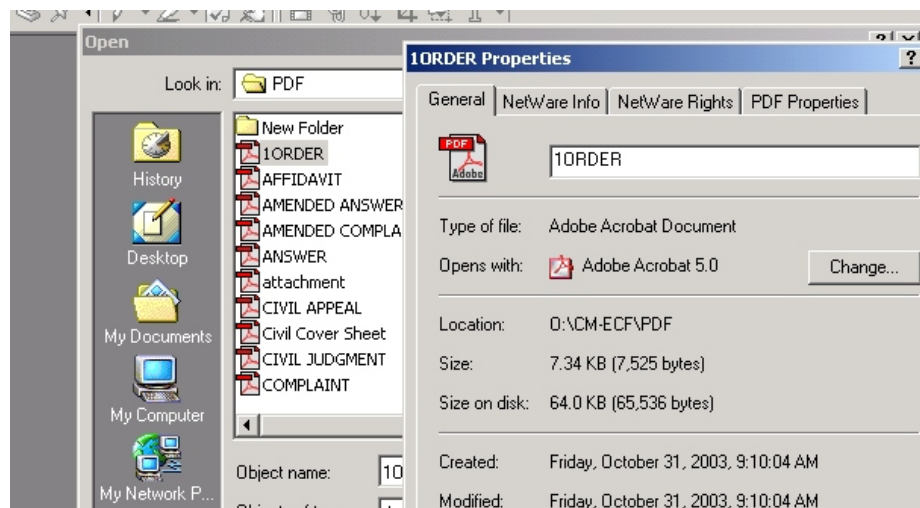 Open
Look in:
PDF
History
Desktop
My Documents
My Computer
My Network P...
New Folder
1ORDER
AFFIDAVIT
AMENDED ANSWER
AMENDED COMPLA
ANSWER
attachment
CIVIL APPEAL
Civil Cover Sheet
CIVIL JUDGMENT
COMPLAINT
Object name:
10
1ORDER Properties
General NetWare Info NetWare Rights PDF Properties
PDF
Adobe
1ORDER
Type of file: Adobe Acrobat Document
Opens with: Adobe Acrobat 5.0 Change...
Location: O:\CM-ECF\PDF
Size: 7.34 KB (7,525 bytes)
Size on disk: 64.0 KB (65,536 bytes)
Created: Friday, October 31, 2003, 9:10:04 AM
Modified: Friday, October 31, 2003, 9:10:04 AM